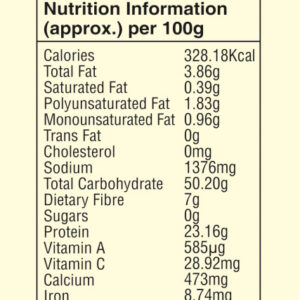 Nutrition Information
(approx.) per 100g
Calories 328.18Kcal
Total Fat 3.86g
Saturated Fat 0.39g
Polyunsaturated Fat 1.83g
Monounsaturated Fat 0.96g
Trans Fat 0g
Cholesterol 0mg
Sodium 1376mg
Total Carbohydrate 50.20g
Dietary Fibre 7g
Sugars 0g
Protein 23.16g
Vitamin A 585µg
Vitamin C 28.92mg
Calcium 473mg
Iron 8.74mg